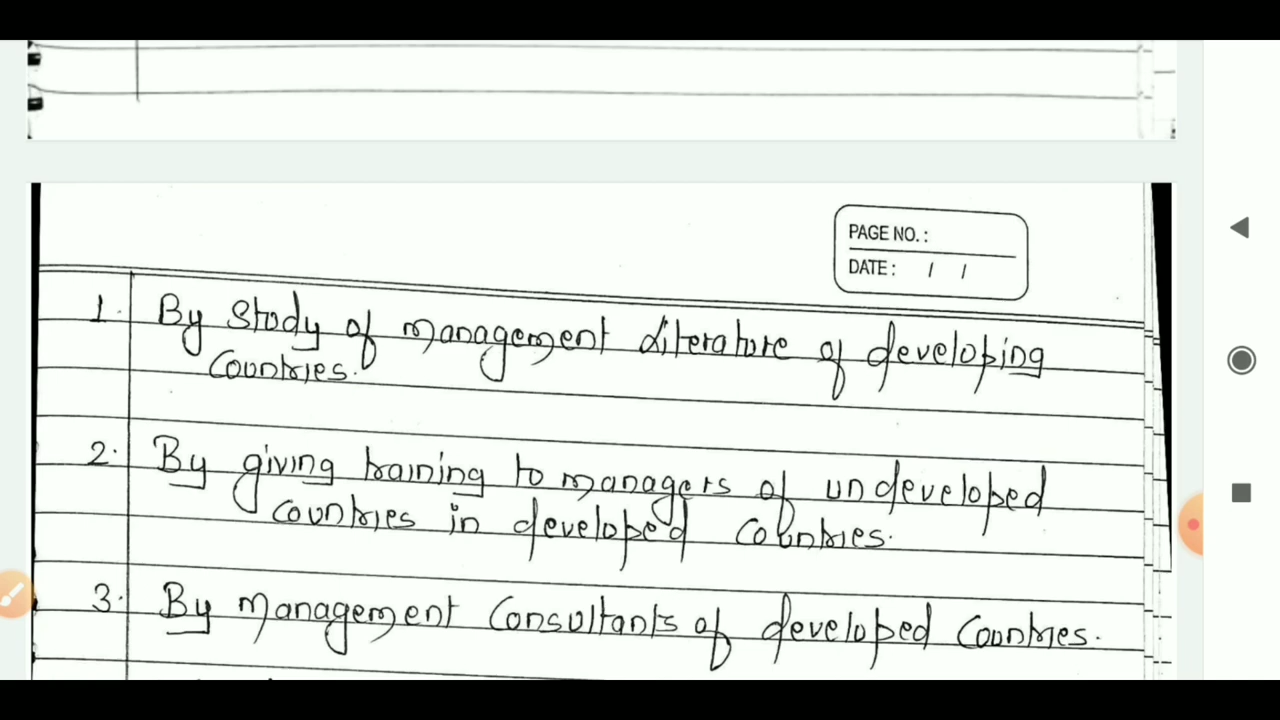 PAGE NO.:
DATE: / /
1. By Study of management Literature of developing
Countries.
2. By giving training to managers of undeveloped
Countries in developed Countries.
3. By Management Consultants of developed Countries.